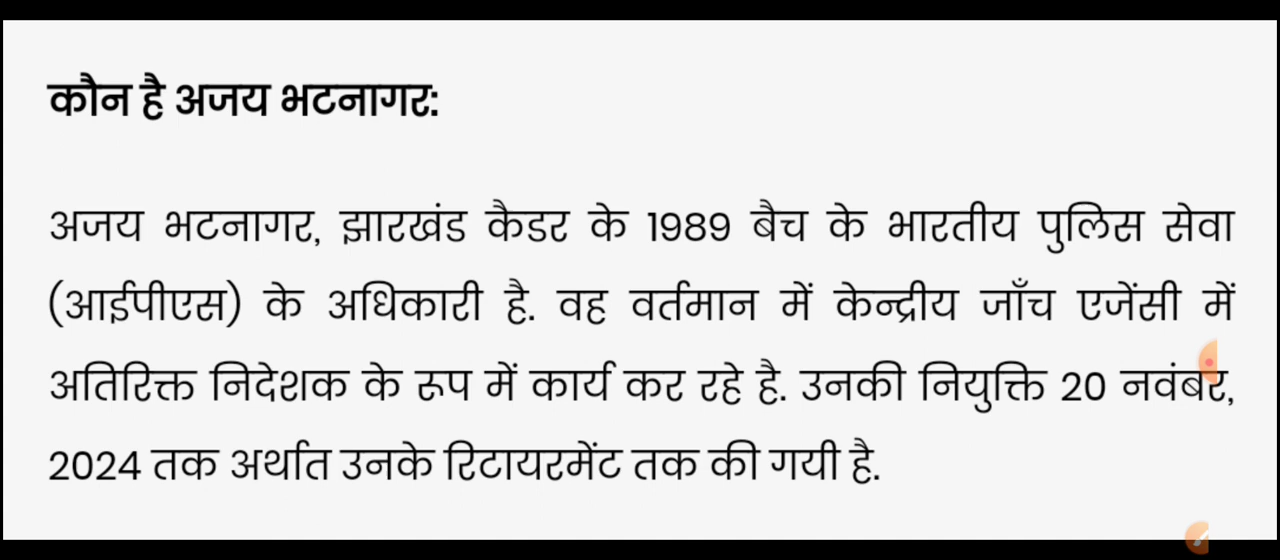 कौन है अजय भटनागर:
अजय भटनागर, झारखंड कैडर के 1989 बैच के भारतीय पुलिस सेवा
(आईपीएस) के अधिकारी है. वह वर्तमान में केन्द्रीय जाँच एजेंसी में
अतिरिक्त निदेशक के रूप में कार्य कर रहे है. उनकी नियुक्ति 20 नवंबर,
2024 तक अर्थात उनके रिटायरमेंट तक की गयी है.